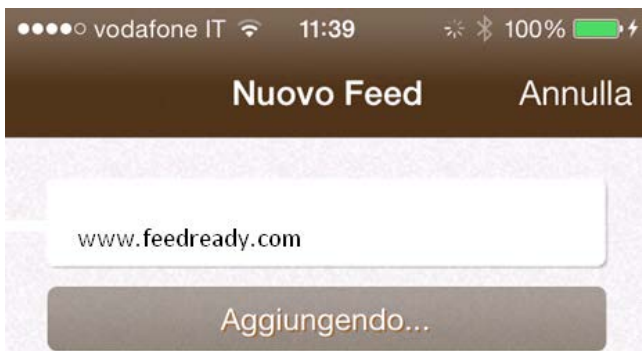 vodafone IT 11:39 100%
Nuovo Feed Annulla
www.feedready.com
Aggiungendo...